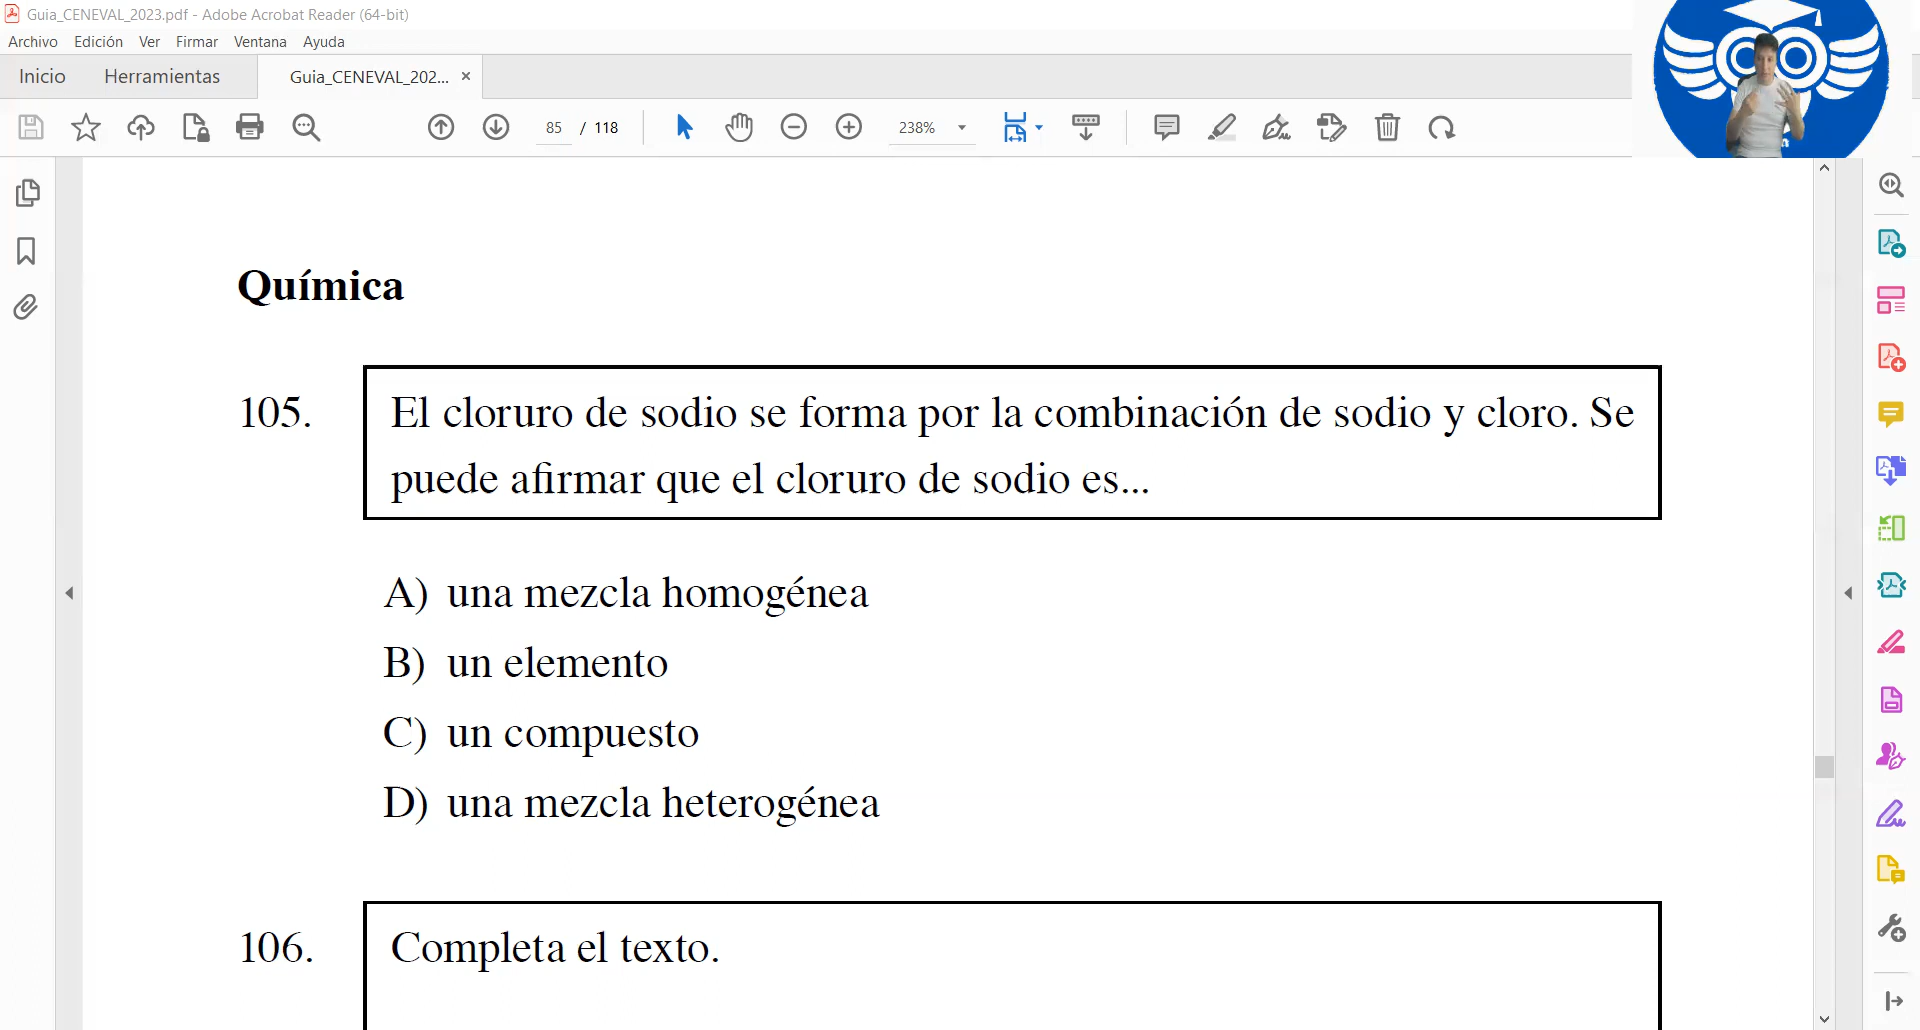 Guia_CENEVAL_2023.pdf - Adobe Acrobat Reader (64-bit)
Archivo Edición Ver Firmar Ventana Ayuda
Inicio Herramientas Guia_CENEVAL_202... ×
85 / 118 238%
Química
105. El cloruro de sodio se forma por la combinación de sodio y cloro. Se
puede afirmar que el cloruro de sodio es...
A) una mezcla homogénea
B) un elemento
C) un compuesto
D) una mezcla heterogénea
106. Completa el texto.